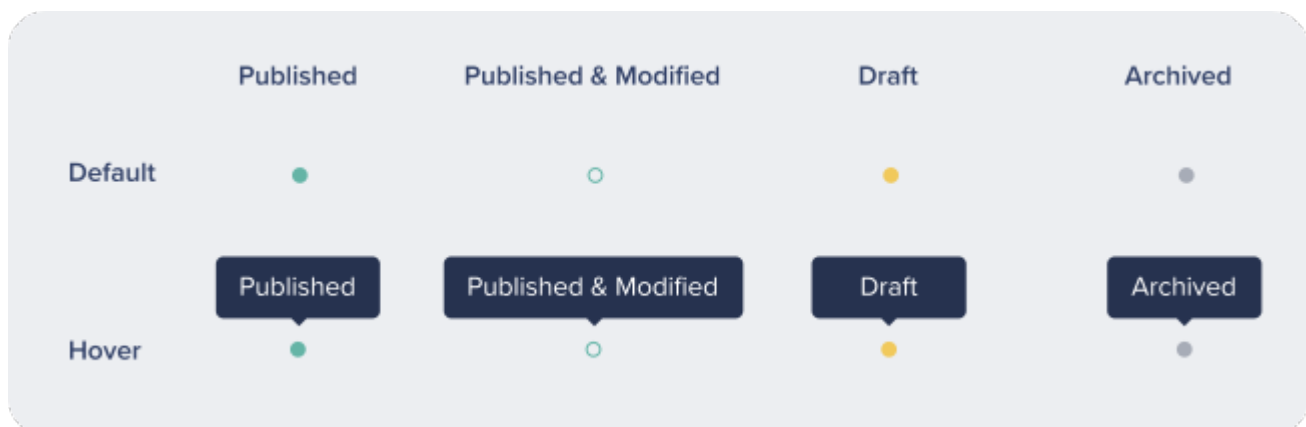 Published Published & Modified Draft Archived
Default
Published Published & Modified Draft Archived
Hover